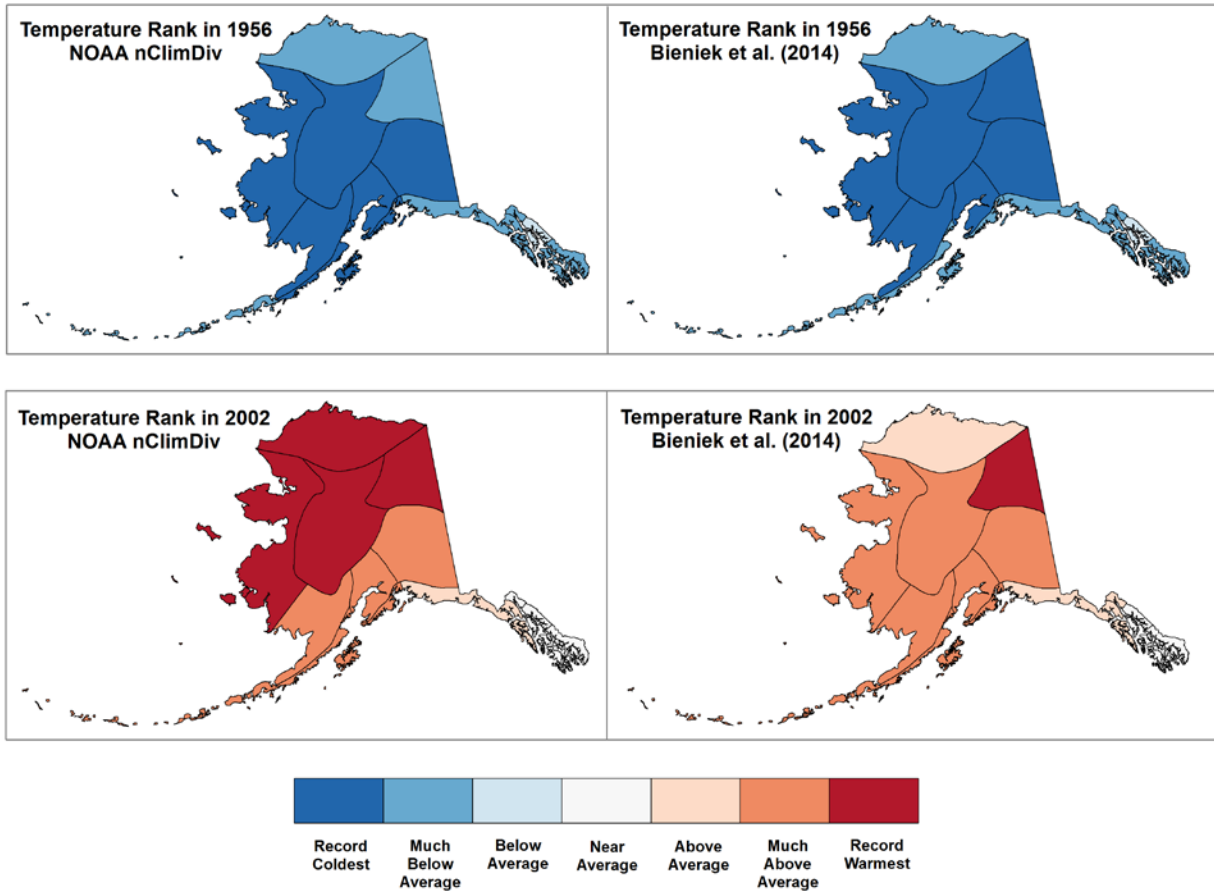 Temperature Rank in 1956
NOAA nClimDiv
Temperature Rank in 1956
Bieniek et al. (2014)
Temperature Rank in 2002
NOAA nClimDiv
Temperature Rank in 2002
Bieniek et al. (2014)
Record
Coldest
Much
Below
Average
Below
Average
Near
Average
Above
Average
Much
Above
Average
Record
Warmest